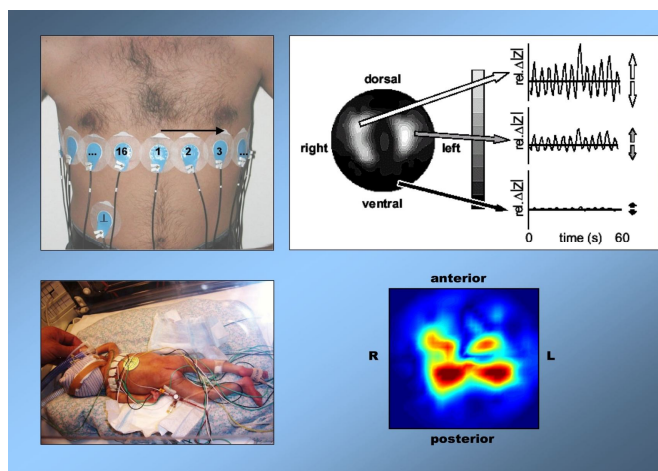 ... 16 1 2 3 ...
⊥
dorsal
right left
ventral
rel.Δ|Z|
rel.Δ|Z|
rel.Δ|Z|
0 time (s) 60
anterior
R L
posterior